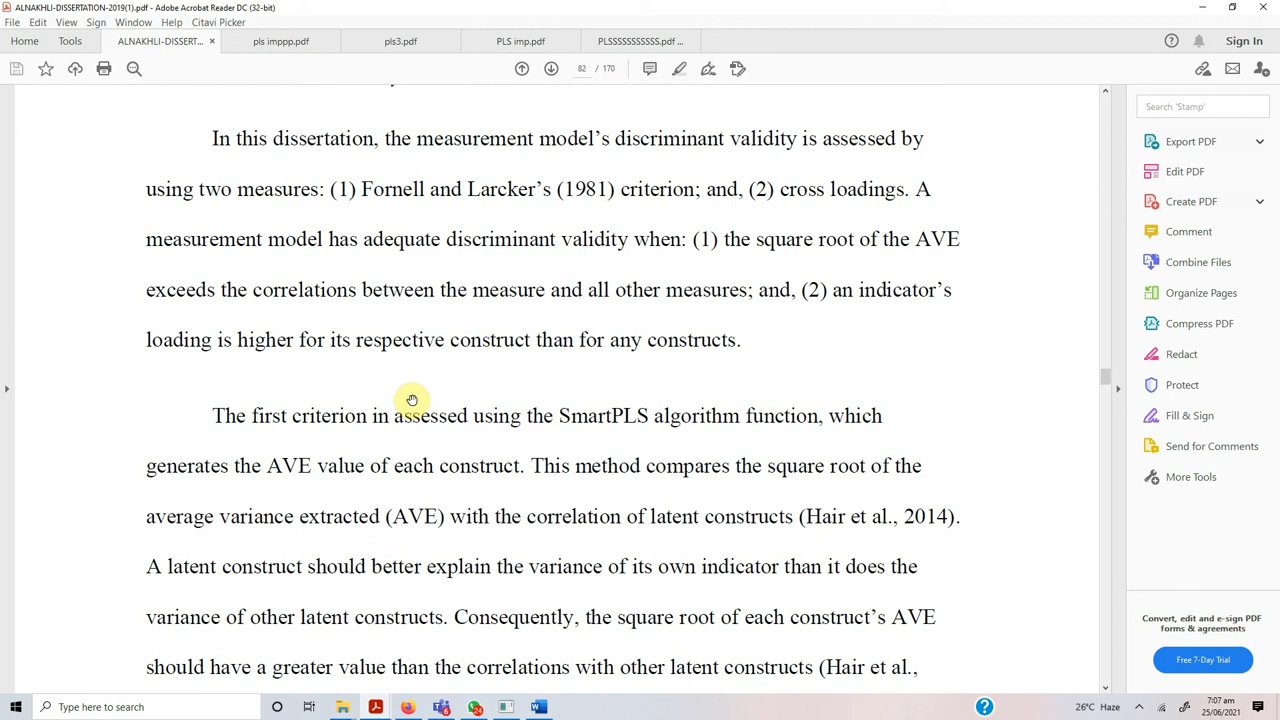 ALNAKHLI-DISSERTATION-2019(1).pdf - Adobe Acrobat Reader DC (32-bit)
File Edit View Sign Window Help Citavi Picker
Home Tools ALNAKHLI-DISSERT... × pls imppp.pdf pls3.pdf PLS imp.pdf PLSSSSSSSSSS.pdf ... Sign In
82 / 170
In this dissertation, the measurement model's discriminant validity is assessed by
using two measures: (1) Fornell and Larcker's (1981) criterion; and, (2) cross loadings. A
measurement model has adequate discriminant validity when: (1) the square root of the AVE
exceeds the correlations between the measure and all other measures; and, (2) an indicator's
loading is higher for its respective construct than for any constructs.
The first criterion in assessed using the SmartPLS algorithm function, which
generates the AVE value of each construct. This method compares the square root of the
average variance extracted (AVE) with the correlation of latent constructs (Hair et al., 2014).
A latent construct should better explain the variance of its own indicator than it does the
variance of other latent constructs. Consequently, the square root of each construct's AVE
should have a greater value than the correlations with other latent constructs (Hair et al.,
Search 'Stamp'
Export PDF
Edit PDF
Create PDF
Comment
Combine Files
Organize Pages
Compress PDF
Redact
Protect
Fill & Sign
Send for Comments
More Tools
Convert, edit and e-sign PDF
forms & agreements
Free 7-Day Trial
Type here to search
6
24
26°C Haze
7:07 am
25/06/2021